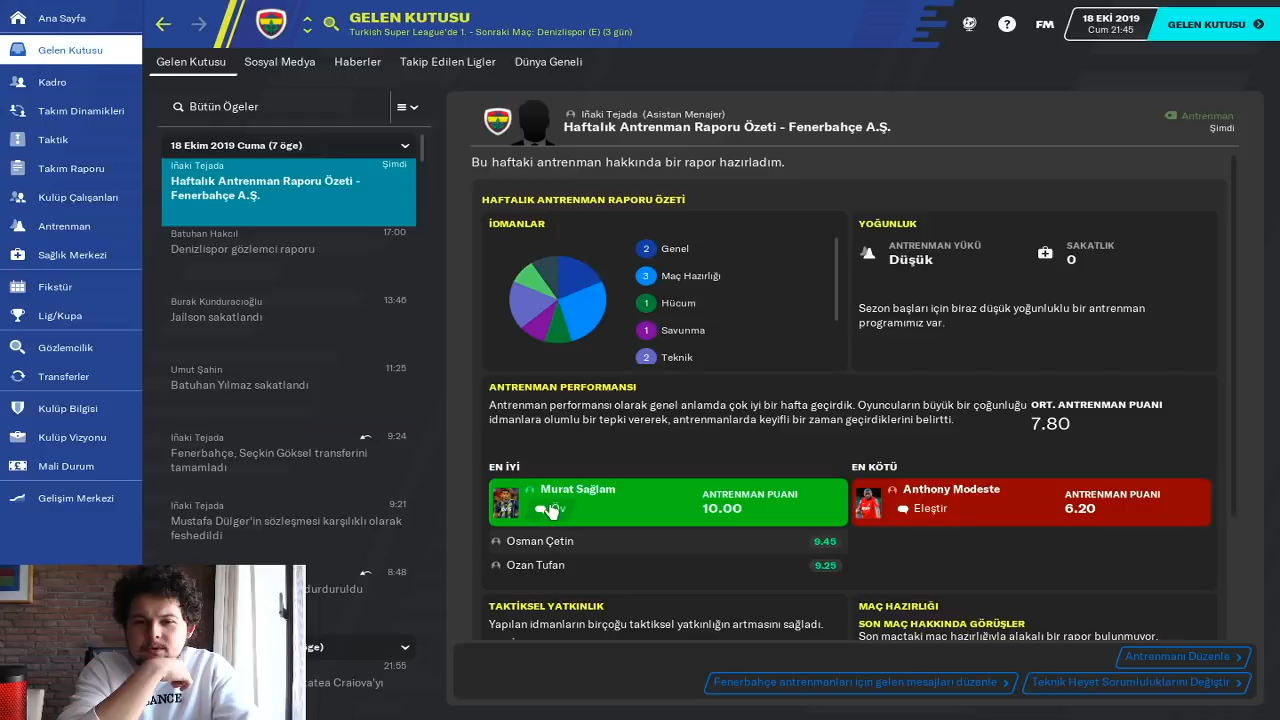 Ana Sayfa
Gelen Kutusu
Kadro
Takım Dinamikleri
Taktik
Takım Raporu
Kulüp Çalışanları
Antrenman
Sağlık Merkezi
Fikstür
Lig/Kupa
Gözlemcilik
Transferler
Kulüp Bilgisi
Kulüp Vizyonu
Mali Durum
Gelişim Merkezi
GELEN KUTUSU
Turkish Super League'de 1. - Sonraki Maç: Denizlispor (E) (3 gün)
FM
18 EKİ 2019
Cum 21:45
GELEN KUTUSU
Gelen Kutusu
Sosyal Medya
Haberler
Takip Edilen Ligler
Dünya Geneli
Bütün Ögeler
18 Ekim 2019 Cuma (7 öge)
Iñaki Tejada
Şimdi
Haftalık Antrenman Raporu Özeti -
Fenerbahçe A.Ş.
Batuhan Hakcıl
17:00
Denizlispor gözlemci raporu
Burak Kunduracıoğlu
13:46
Jaílson sakatlandı
Umut Şahin
11:25
Batuhan Yılmaz sakatlandı
Iñaki Tejada
9:24
Fenerbahçe, Seçkin Göksel transferini
tamamladı
Iñaki Tejada
9:21
Mustafa Dülger'in sözleşmesi karşılıklı olarak
feshedildi
8:48
durduruldu
öge)
21:55
Iñaki Tejada (Asistan Menajer)
Haftalık Antrenman Raporu Özeti - Fenerbahçe A.Ş.
Antrenman
Şimdi
Bu haftaki antrenman hakkında bir rapor hazırladım.
HAFTALIK ANTRENMAN RAPORU ÖZETİ
İDMANLAR
2 Genel
3 Maç Hazırlığı
1 Hücum
1 Savunma
2 Teknik
YOĞUNLUK
ANTRENMAN YÜKÜ
Düşük
SAKATLIK
0
Sezon başları için biraz düşük yoğunluklu bir antrenman
programımız var.
ANTRENMAN PERFORMANSI
Antrenman performansı olarak genel anlamda çok iyi bir hafta geçirdik. Oyuncuların büyük bir çoğunluğu
idmanlara olumlu bir tepki vererek, antrenmanlarda keyifli bir zaman geçirdiklerini belirtti.
ORT. ANTRENMAN PUANI
7.80
EN İYİ
Murat Sağlam
Öv
ANTRENMAN PUANI
10.00
Osman Çetin
9.45
Ozan Tufan
9.25
EN KÖTÜ
Anthony Modeste
Eleştir
ANTRENMAN PUANI
6.20
TAKTİKSEL YATKINLIK
Yapılan idmanların birçoğu taktiksel yatkınlığın artmasını sağladı.
MAÇ HAZIRLIĞI
SON MAÇ HAKKINDA GÖRÜŞLER
Son maçtaki maç hazırlığıyla alakalı bir rapor bulunmuyor.
Antrenmanı Düzenle
Fenerbahçe antrenmanları için gelen mesajları düzenle
Teknik Heyet Sorumluluklarını Değiştir